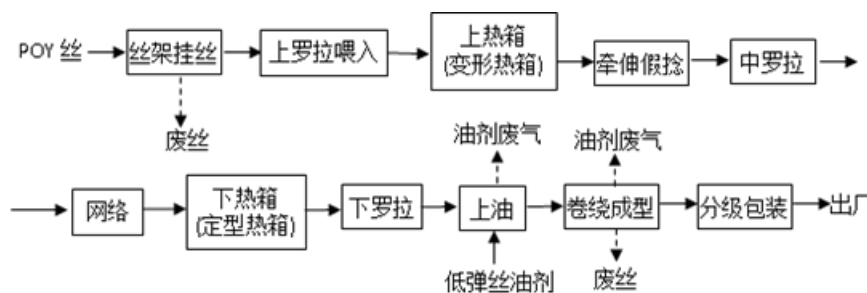 POY 丝
丝架挂丝
上罗拉喂入
上热箱
(变形热箱)
牵伸假捻
中罗拉
废丝
油剂废气
油剂废气
网络
下热箱
(定型热箱)
下罗拉
上油
卷绕成型
分级包装
出厂
低弹丝油剂
废丝